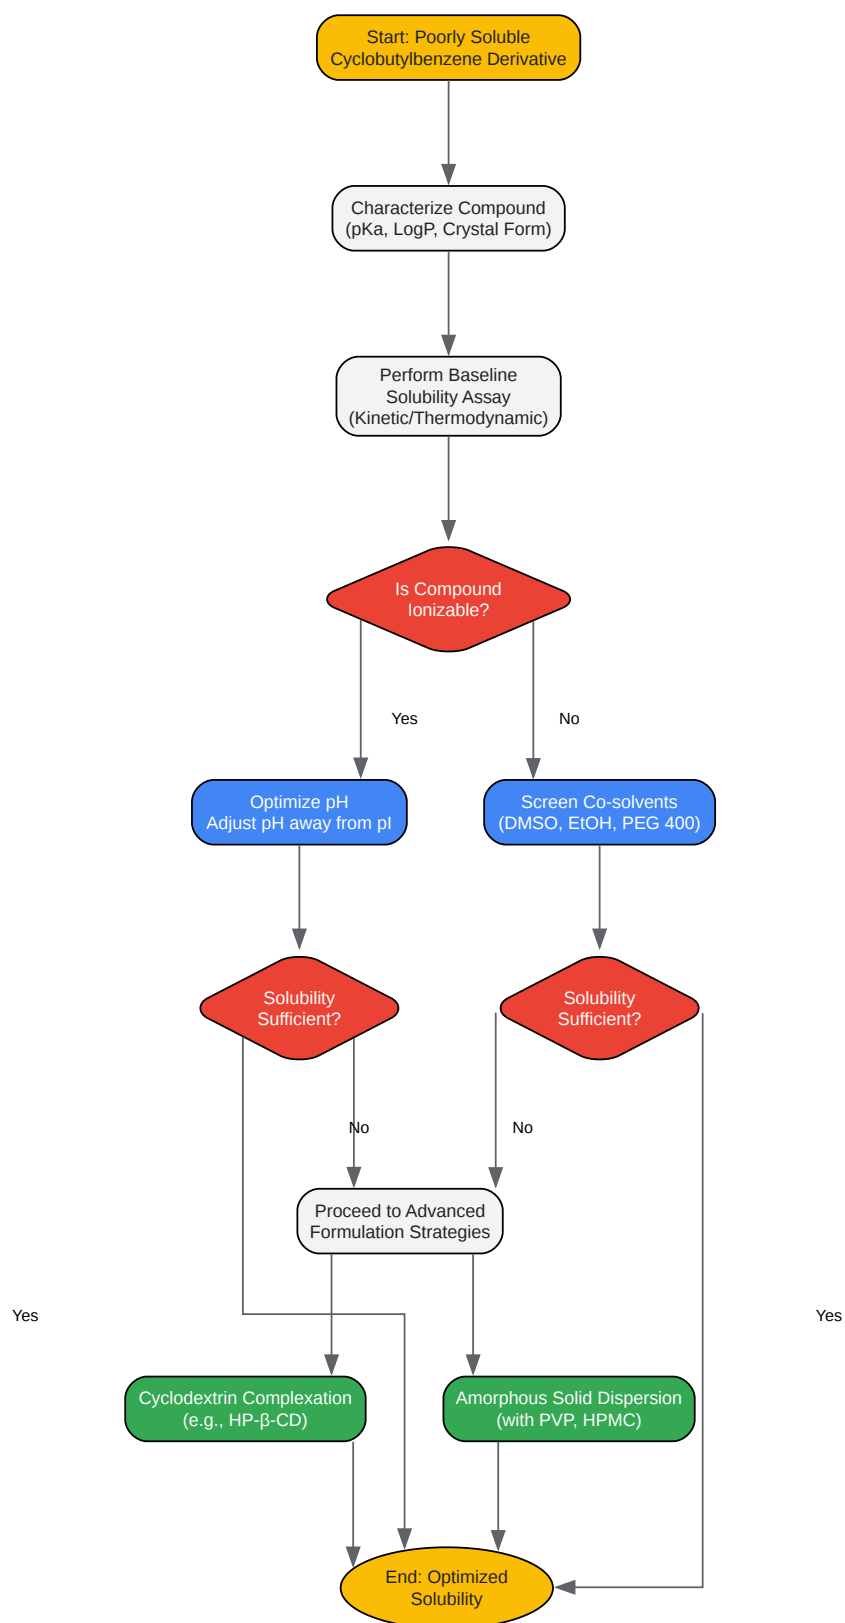 Start: Poorly Soluble
Cyclobutylbenzene Derivative
Characterize Compound
(pKa, LogP, Crystal Form)
Perform Baseline
Solubility Assay
(Kinetic/Thermodynamic)
Is Compound
Ionizable?
Yes
No
Optimize pH
Adjust pH away from pI
Screen Co-solvents
(DMSO, EtOH, PEG 400)
Solubility
Sufficient?
Solubility
Sufficient?
No
No
Proceed to Advanced
Formulation Strategies
Yes
Yes
Cyclodextrin Complexation
(e.g., HP-β-CD)
Amorphous Solid Dispersion
(with PVP, HPMC)
End: Optimized
Solubility